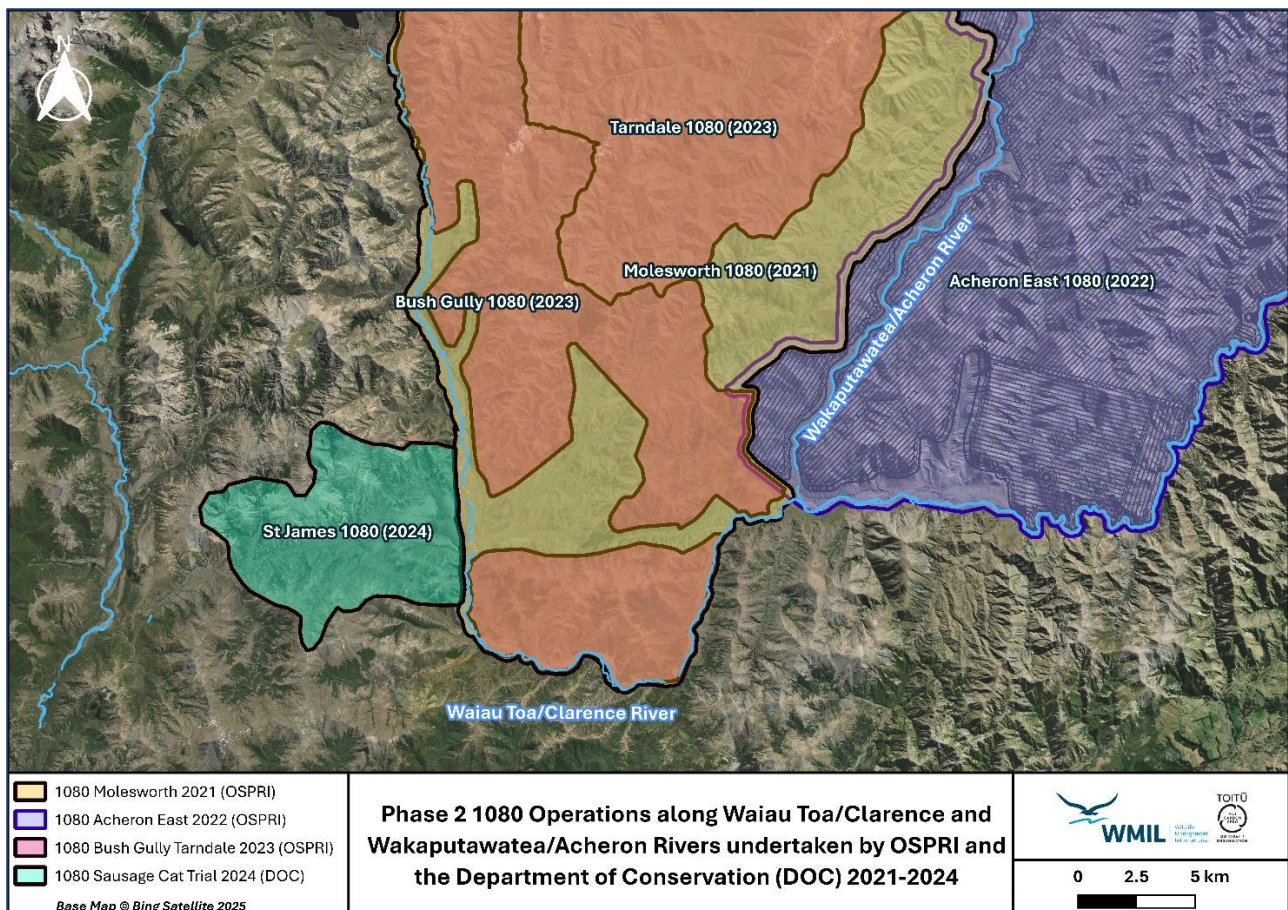 N
Tarndale 1080 (2023)
Molesworth 1080 (2021)
Acheron East 1080 (2022)
Bush Gully 1080 (2023)
Wakaputawatea/Acheron River
St James 1080 (2024)
Waiau Toa/Clarence River
1080 Molesworth 2021 (OSPRI)
1080 Acheron East 2022 (OSPRI)
1080 Bush Gully Tarndale 2023 (OSPRI)
1080 Sausage Cat Trial 2024 (DOC)
Base Map © Bing Satellite 2025
Phase 2 1080 Operations along Waiau Toa/Clarence and
Wakaputawatea/Acheron Rivers undertaken by OSPRI and
the Department of Conservation (DOC) 2021-2024
WMIL
Wildlife
Management
International
TOITŪ
0 2.5 5 km